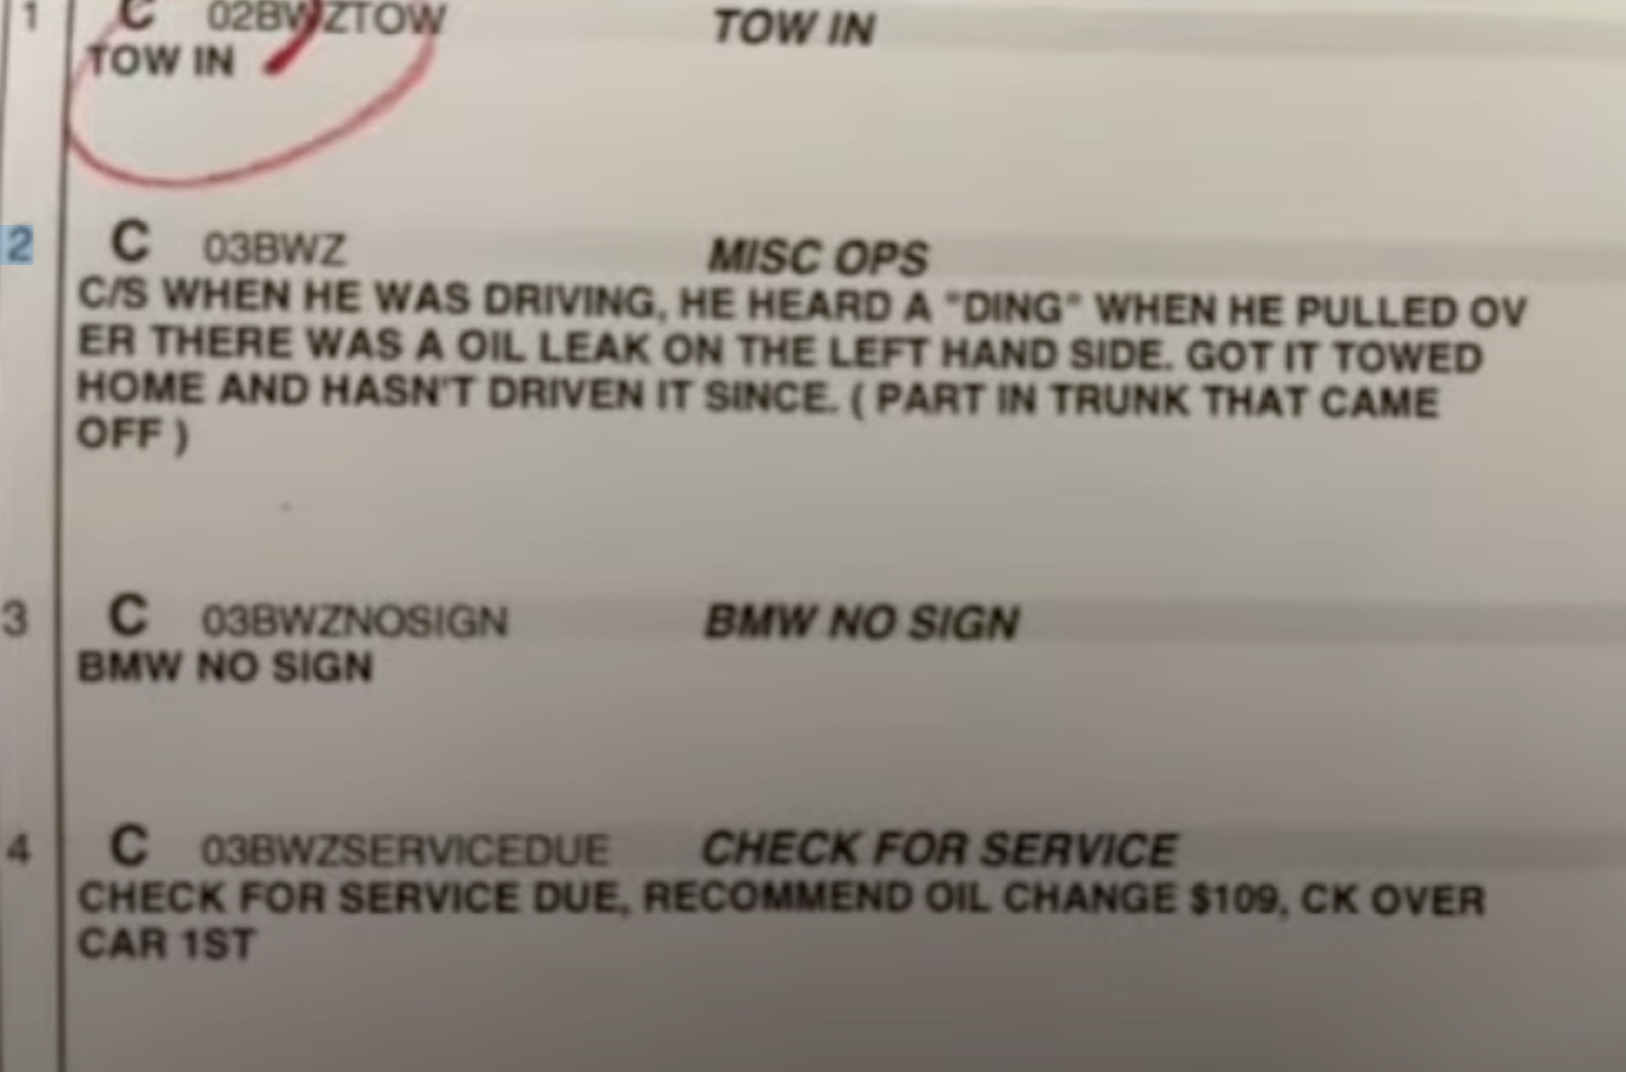 1 C 02BWZTOW TOW IN
TOW IN
2 C 03BWZ MISC OPS
C/S WHEN HE WAS DRIVING, HE HEARD A "DING" WHEN HE PULLED OV
ER THERE WAS A OIL LEAK ON THE LEFT HAND SIDE. GOT IT TOWED
HOME AND HASN'T DRIVEN IT SINCE. ( PART IN TRUNK THAT CAME
OFF )
3 C 03BWZNOSIGN BMW NO SIGN
BMW NO SIGN
4 C 03BWZSERVICEDUE CHECK FOR SERVICE
CHECK FOR SERVICE DUE, RECOMMEND OIL CHANGE $109, CK OVER
CAR 1ST